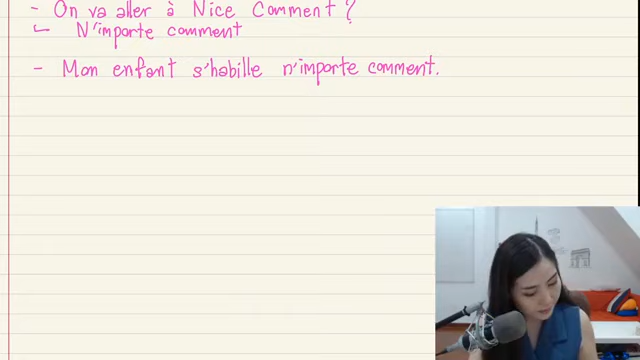 - On va aller à Nice Comment ?
↳ N'importe comment
- Mon enfant s'habille n'importe comment.